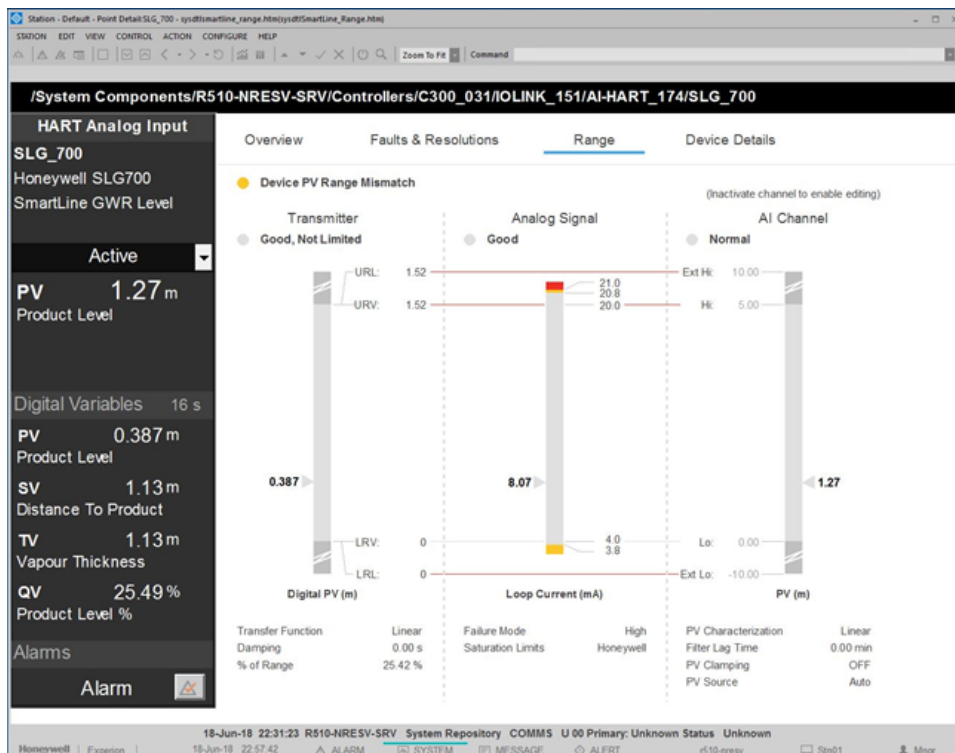 Station - Default - Point Detail:SLG_700 - sysdtlsmartline_range.htm(sysdtlSmartLine_Range.htm)
STATION EDIT VIEW CONTROL ACTION CONFIGURE HELP
Zoom To Fit Command
/System Components/R510-NRESV-SRV/Controllers/C300_031/IOLINK_151/AI-HART_174/SLG_700
HART Analog Input
SLG_700
Honeywell SLG700
SmartLine GWR Level
Active
PV 1.27 m
Product Level
Digital Variables 16 s
PV 0.387 m
Product Level
SV 1.13 m
Distance To Product
TV 1.13 m
Vapour Thickness
QV 25.49 %
Product Level %
Alarms
Alarm
Overview Faults & Resolutions Range Device Details
Device PV Range Mismatch
(Inactivate channel to enable editing)
Transmitter Analog Signal AI Channel
Good, Not Limited Good Normal
URL: 1.52 Ext Hi: 10.00
21.0
20.8
URV: 1.52 20.0 Hi: 5.00
0.387 8.07 1.27
LRV: 0 4.0 Lo: 0.00
3.8
LRL: 0 Ext Lo: -10.00
Digital PV (m) Loop Current (mA) PV (m)
Transfer Function Linear Failure Mode High PV Characterization Linear
Damping 0.00 s Saturation Limits Honeywell Filter Lag Time 0.00 min
% of Range 25.42 % PV Clamping OFF
PV Source Auto
18-Jun-18 22:31:23 R510-NRESV-SRV System Repository COMMS U 00 Primary: Unknown Status Unknown
Honeywell Experion 18-Jun-18 22:57:42 ALARM SYSTEM MESSAGE ALERT r510-nresv Stn01 Mngr